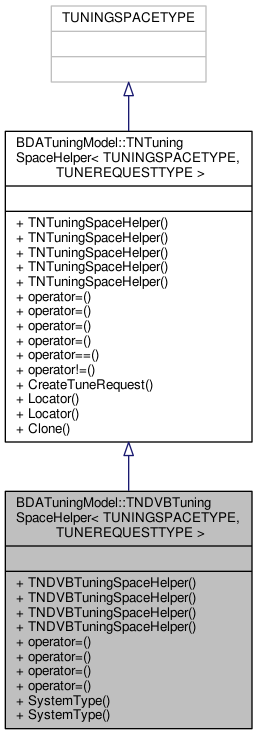 TUNINGSPACETYPE
BDATuningModel::TNTuning
SpaceHelper< TUNINGSPACETYPE,
TUNEREQUESTTYPE >
+ TNTuningSpaceHelper()
+ TNTuningSpaceHelper()
+ TNTuningSpaceHelper()
+ TNTuningSpaceHelper()
+ TNTuningSpaceHelper()
+ operator=()
+ operator=()
+ operator=()
+ operator=()
+ operator==()
+ operator!=()
+ CreateTuneRequest()
+ Locator()
+ Locator()
+ Clone()
BDATuningModel::TNDVBTuning
SpaceHelper< TUNINGSPACETYPE,
TUNEREQUESTTYPE >
+ TNDVBTuningSpaceHelper()
+ TNDVBTuningSpaceHelper()
+ TNDVBTuningSpaceHelper()
+ TNDVBTuningSpaceHelper()
+ operator=()
+ operator=()
+ operator=()
+ operator=()
+ SystemType()
+ SystemType()